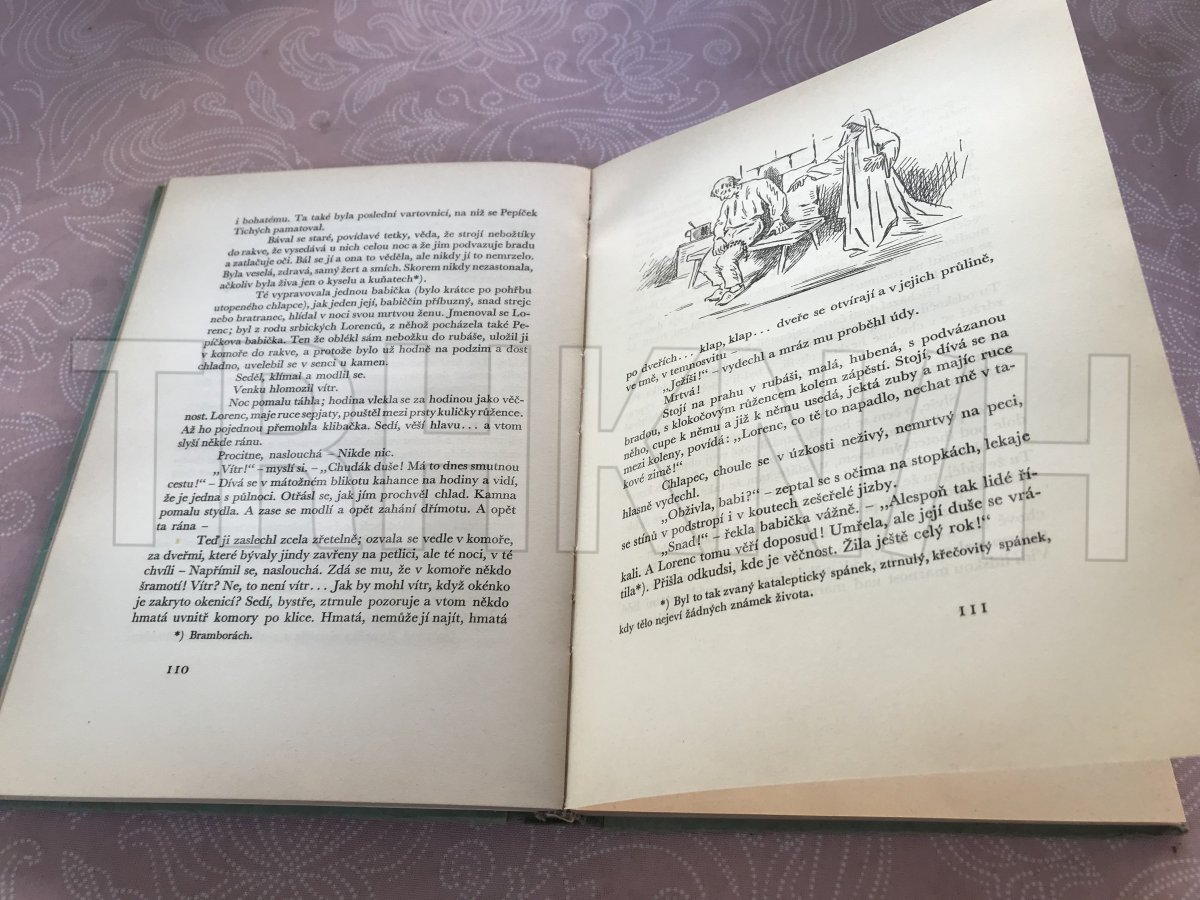 i bohatému. Ta také byla poslední vartovnicí, na niž se Pepíček
Tichých pamatoval.
Bával se staré, povídavé tetky, věda, že strojí nebožtíky
do rakve, že vysedává u nich celou noc a že jim podvazuje bradu
a zatlačuje oči. Bál se jí a ona to věděla, ale nikdy jí to nemrzelo.
Byla veselá, zdravá, samý žert a smích. Skorem nikdy nezastonala,
ačkoliv byla živa jen o kyselu a kuňatech*).
Té vypravovala jednou babička (bylo krátce po pohřbu
utopeného chlapce), jak jeden její, babiččin příbuzný, snad strejc
nebo bratranec, hlídal v noci svou mrtvou ženu. Jmenoval se Lo-
renc; byl z rodu srbických Lorenců, z něhož pocházela také Pe-
píčkova babička. Ten že oblékl sám nebožku do rubáše, uložil ji
v komoře do rakve, a protože bylo už hodně na podzim a dost
chladno, uvelebil se v senci u kamen.
Seděl, klímal a modlil se.
Venku hlomozil vítr.
Noc pomalu táhla; hodina vlekla se za hodinou jako věč-
nost. Lorenc, maje ruce sepjaty, pouštěl mezi prsty kuličky růžence.
Až ho pojednou přemohla klibačka. Sedí, věší hlavu... a vtom
slyší někde ránu.
Procitne, naslouchá – Nikde nic.
„Vítr!“ – myslí si. – „Chudák duše! Má to dnes smutnou
cestu!“ – Dívá se v mátožném blikotu kahance na hodiny a vidí,
že je jedna s půlnoci. Otřásl se, jak jím prochvěl chlad. Kamna
pomalu stydla. A zase se modlí a opět zahání dřímotu. A opět
ta rána –
Teď ji zaslechl zcela zřetelně; ozvala se vedle v komoře,
za dveřmi, které bývaly jindy zavřeny na petlici, ale té noci, v té
chvíli – Napřímil se, naslouchá. Zdá se mu, že v komoře někdo
šramotí! Vítr? Ne, to není vítr... Jak by mohl vítr, když okénko
je zakryto okenicí? Sedí, bystře, ztrnule pozoruje a vtom někdo
hmatá uvnitř komory po klice. Hmatá, nemůže jí najít, hmatá
*) Bramborách.
110
po dveřích... klap, klap... dveře se otvírají a v jejich průlině,
ve tmě, v temnosvitu –
„Ježíši!“ – vydechl a mráz mu proběhl údy.
Mrtvá!
Stojí na prahu v rubáši, malá, hubená, s podvázanou
bradou, s klokočovým růžencem kolem zápěstí. Stojí, dívá se na
něho, cupe k němu a již k němu usedá, jektá zuby a majíc ruce
mezi koleny, povídá: „Lorenc, co tě to napadlo, nechat mě v ta-
kové zimě!“
Chlapec, choule se v úzkosti neživý, nemrtvý na peci,
hlasně vydechl.
„Obživla, babi?“ – zeptal se s očima na stopkách, lekaje
se stínů v podstropí i v koutech zešeřelé jizby.
„Snad!“ – řekla babička vážně. – „Alespoň tak lidé ří-
kali. A Lorenc tomu věří doposud! Umřela, ale její duše se vrá-
tila*). Přišla odkudsi, kde je věčnost. Žila ještě celý rok!“
*) Byl to tak zvaný kataleptický spánek, ztrnulý, křečovitý spánek,
kdy tělo nejeví žádných známek života.
111
TRHKNIH